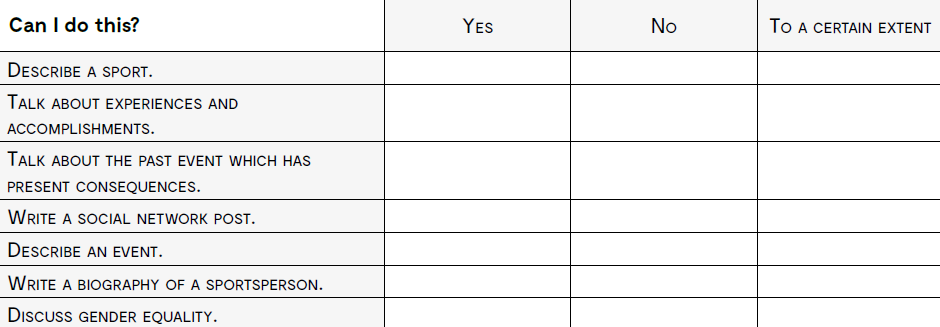 Can I do this? Yes No To a certain extent
Describe a sport.
Talk about experiences and
accomplishments.
Talk about the past event which has
present consequences.
Write a social network post.
Describe an event.
Write a biography of a sportsperson.
Discuss gender equality.